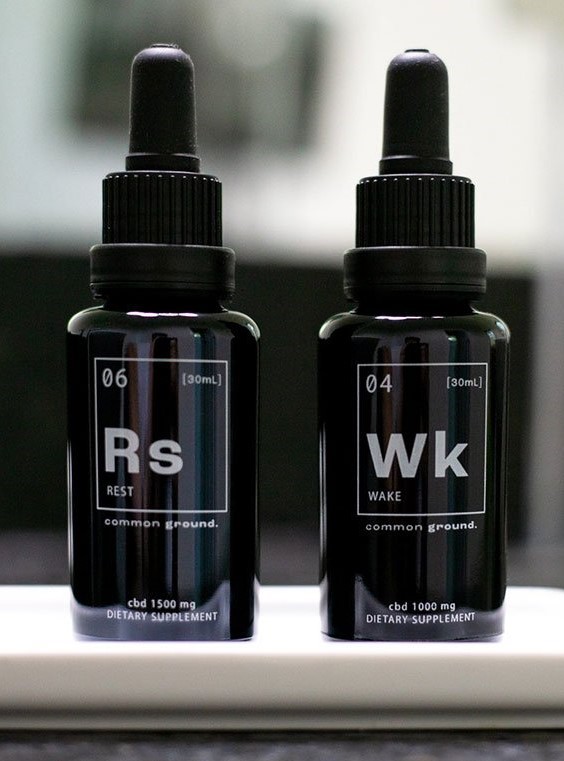 06 [30mL]
Rs
REST
common ground.
cbd 1500 mg
DIETARY SUPPLEMENT
04 [30mL]
Wk
WAKE
common ground.
cbd 1000 mg
DIETARY SUPPLEMENT